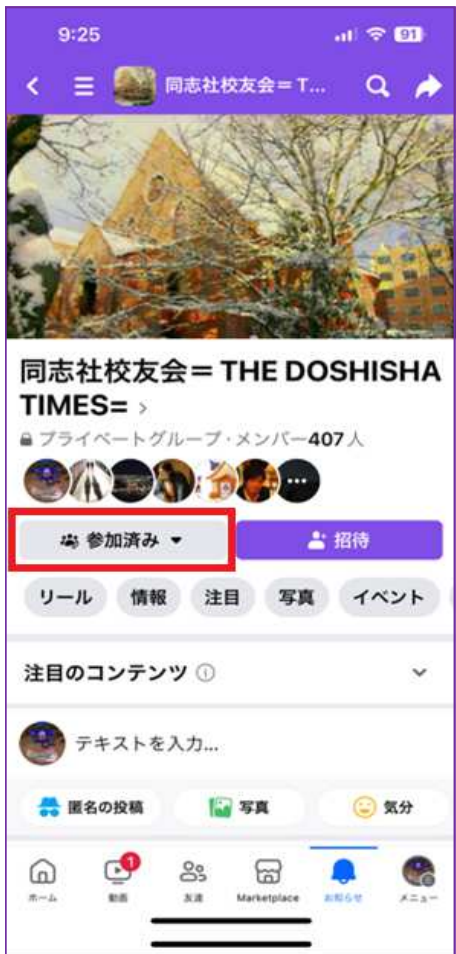 9:25
91
同志社校友会＝ T...
同志社校友会＝ THE DOSHISHA
TIMES= ›
プライベートグループ・メンバー407人
参加済み
招待
リール 情報 注目 写真 イベント
注目のコンテンツ
テキストを入力...
匿名の投稿 写真 気分
1
ホーム 動画 友達 Marketplace お知らせ メニュー